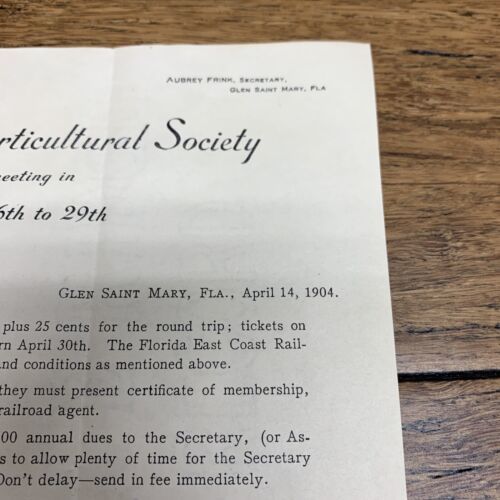 AUBREY FRINK, SECRETARY,
GLEN SAINT MARY, FLA
rticultural Society
eeting in
6th to 29th
GLEN SAINT MARY, FLA., April 14, 1904.
plus 25 cents for the round trip; tickets on
rn April 30th. The Florida East Coast Rail-
nd conditions as mentioned above.
they must present certificate of membership,
railroad agent.
00 annual dues to the Secretary, (or As-
s to allow plenty of time for the Secretary
Don't delay—send in fee immediately.